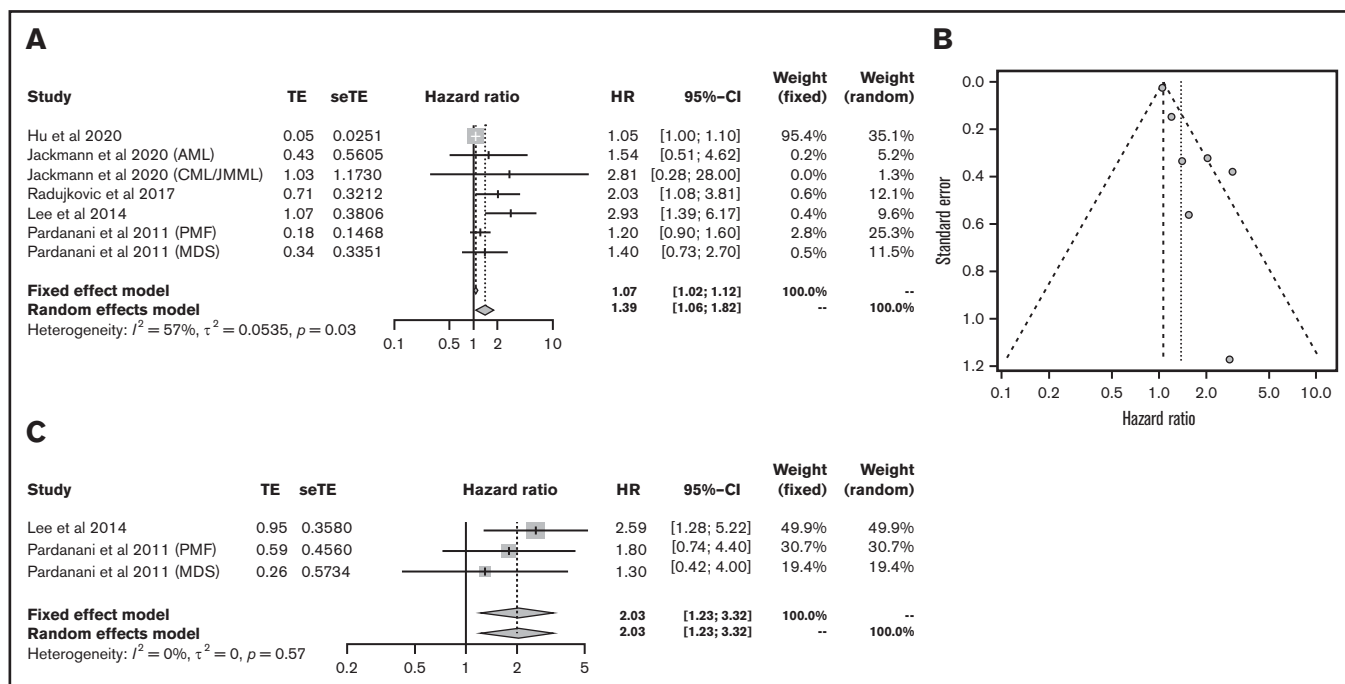 A
Weight Weight
Study TE seTE Hazard ratio HR 95%–CI (fixed) (random)
Hu et al 2020 0.05 0.0251 1.05 [1.00; 1.10] 95.4% 35.1%
Jackmann et al 2020 (AML) 0.43 0.5605 1.54 [0.51; 4.62] 0.2% 5.2%
Jackmann et al 2020 (CML/JMML) 1.03 1.1730 2.81 [0.28; 28.00] 0.0% 1.3%
Radujkovic et al 2017 0.71 0.3212 2.03 [1.08; 3.81] 0.6% 12.1%
Lee et al 2014 1.07 0.3806 2.93 [1.39; 6.17] 0.4% 9.6%
Pardanani et al 2011 (PMF) 0.18 0.1468 1.20 [0.90; 1.60] 2.8% 25.3%
Pardanani et al 2011 (MDS) 0.34 0.3351 1.40 [0.73; 2.70] 0.5% 11.5%
Fixed effect model 1.07 [1.02; 1.12] 100.0% --
Random effects model 1.39 [1.06; 1.82] -- 100.0%
Heterogeneity: I² = 57%, τ² = 0.0535, p = 0.03
0.1 0.5 1 2 10
B
0.0
0.2
0.4
0.6
0.8
1.0
1.2
Standard error
0.1 0.2 0.5 1.0 2.0 5.0 10.0
Hazard ratio
C
Weight Weight
Study TE seTE Hazard ratio HR 95%–CI (fixed) (random)
Lee et al 2014 0.95 0.3580 2.59 [1.28; 5.22] 49.9% 49.9%
Pardanani et al 2011 (PMF) 0.59 0.4560 1.80 [0.74; 4.40] 30.7% 30.7%
Pardanani et al 2011 (MDS) 0.26 0.5734 1.30 [0.42; 4.00] 19.4% 19.4%
Fixed effect model 2.03 [1.23; 3.32] 100.0% --
Random effects model 2.03 [1.23; 3.32] -- 100.0%
Heterogeneity: I² = 0%, τ² = 0, p = 0.57
0.2 0.5 1 2 5